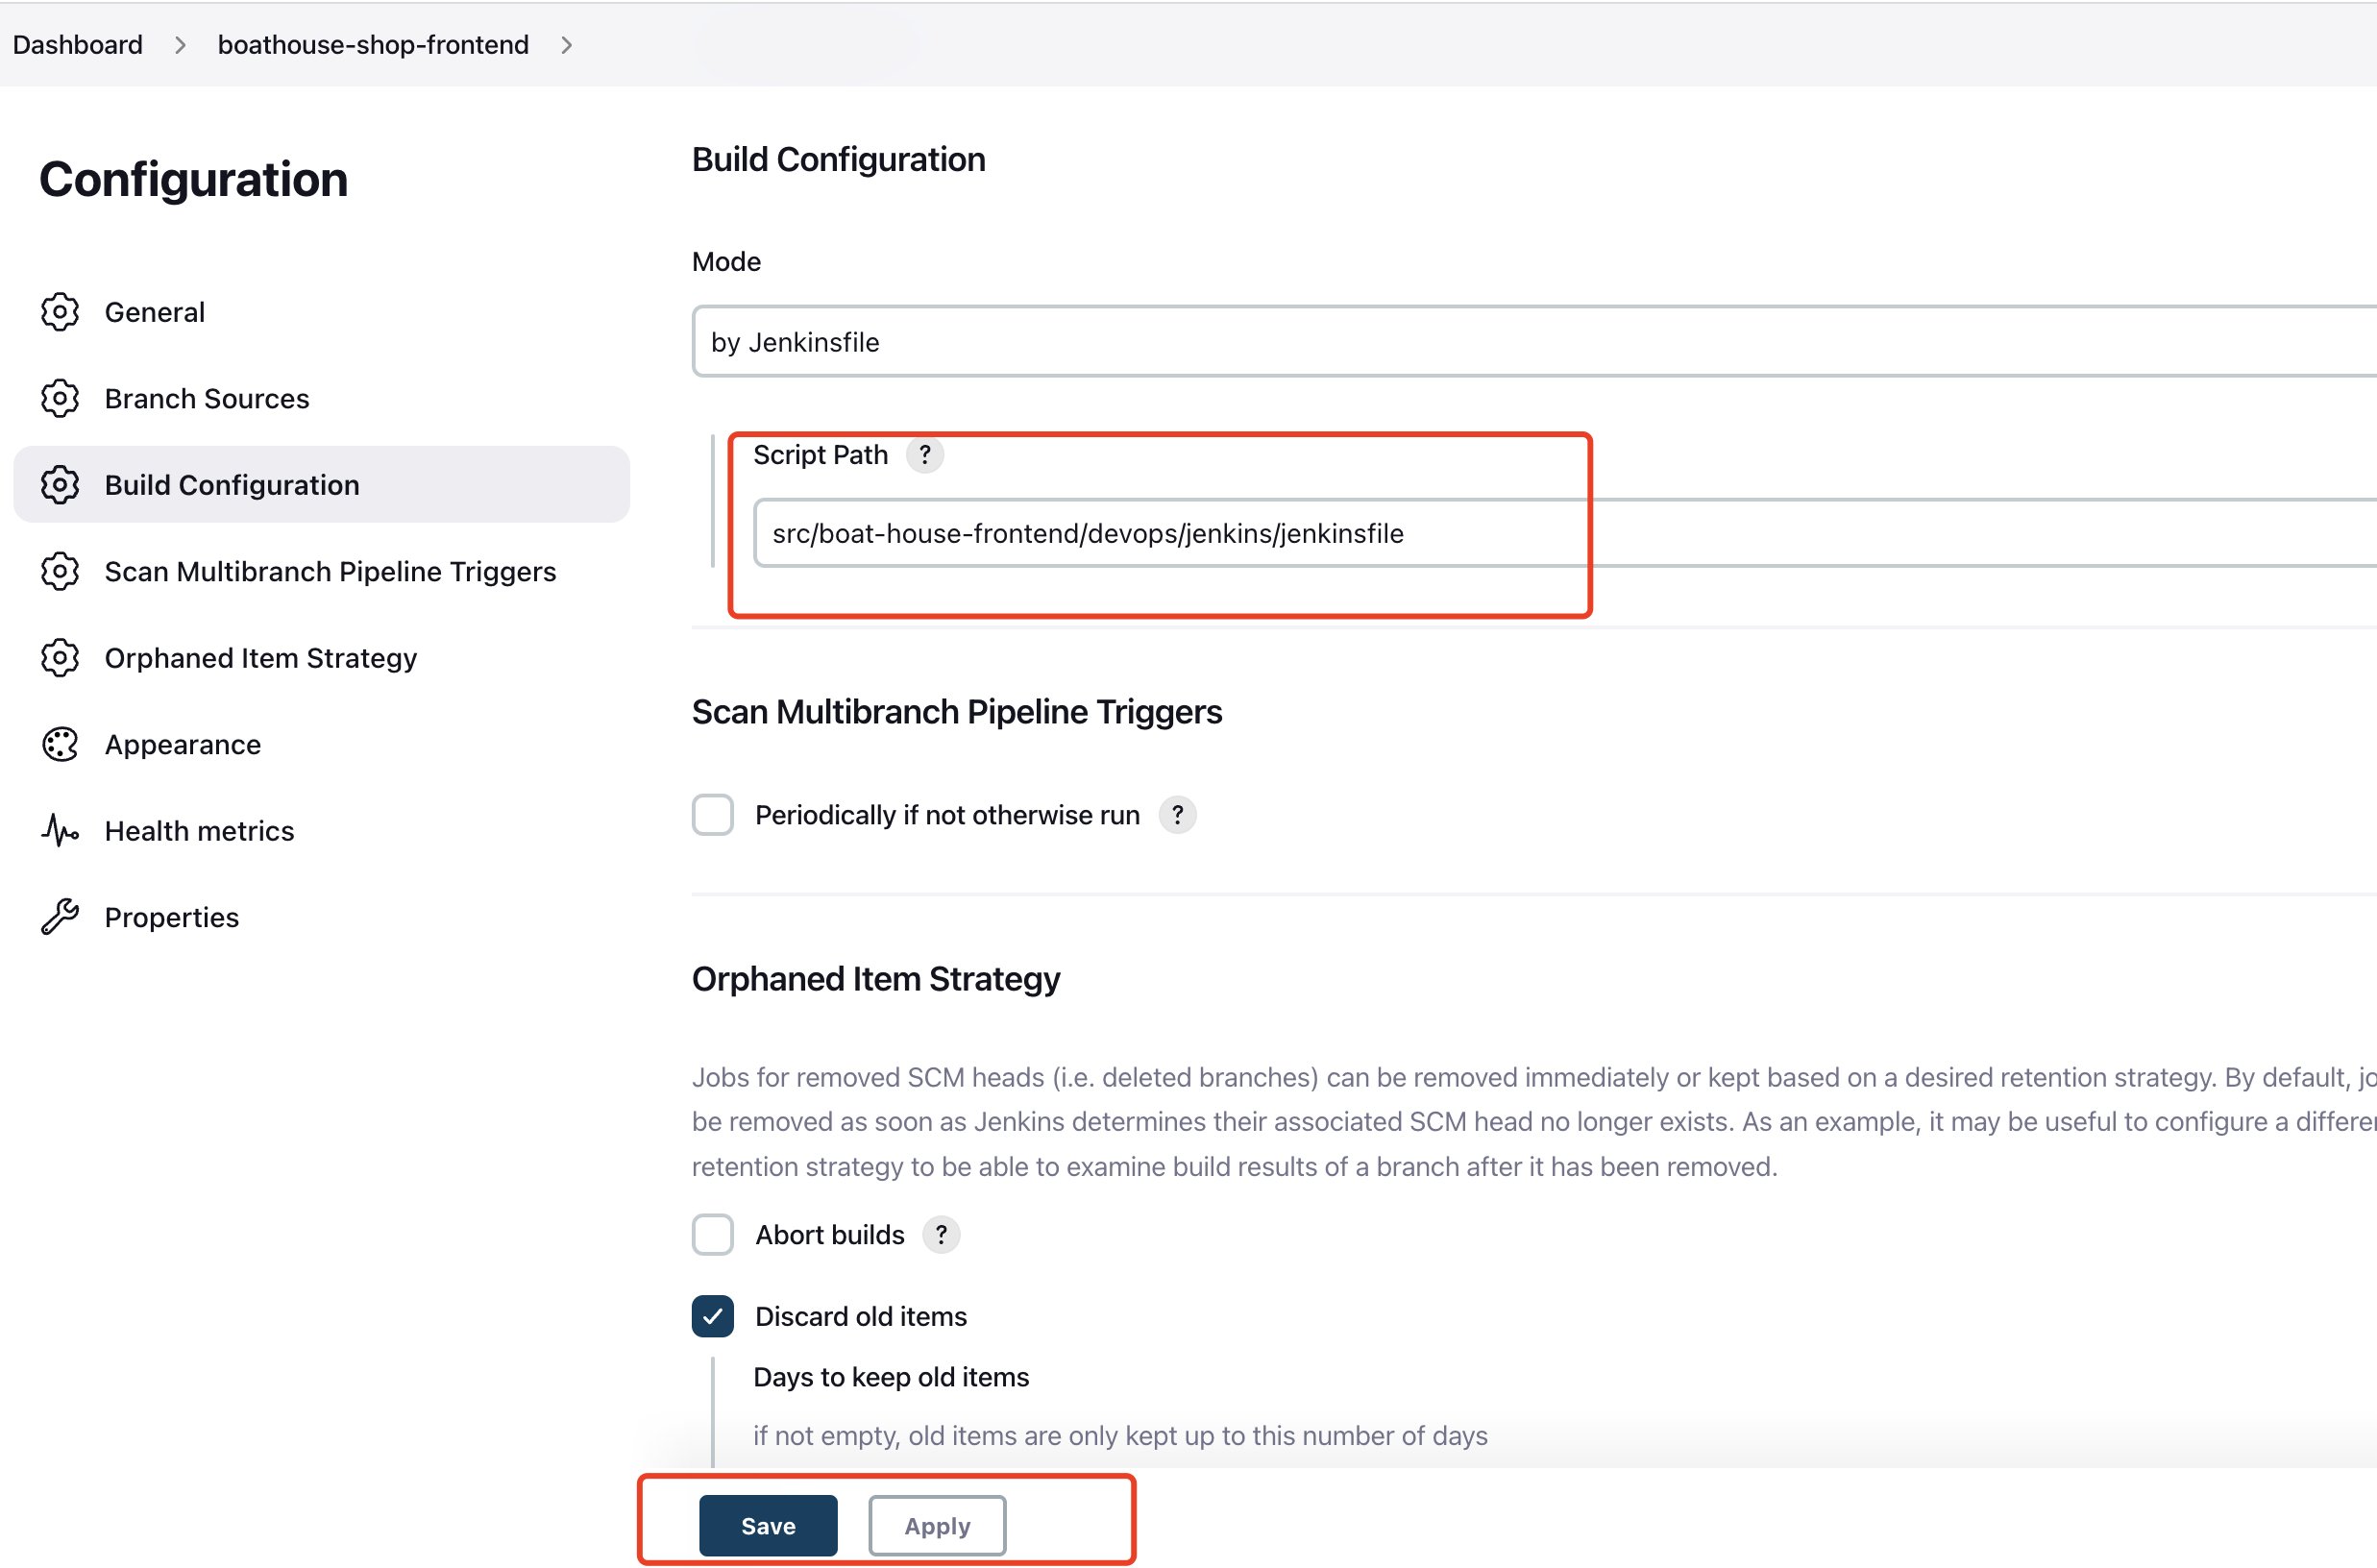 Dashboard > boathouse-shop-frontend >
Configuration
General
Branch Sources
Build Configuration
Scan Multibranch Pipeline Triggers
Orphaned Item Strategy
Appearance
Health metrics
Properties
Build Configuration
Mode
by Jenkinsfile
Script Path ?
src/boat-house-frontend/devops/jenkins/jenkinsfile
Scan Multibranch Pipeline Triggers
Periodically if not otherwise run ?
Orphaned Item Strategy
Jobs for removed SCM heads (i.e. deleted branches) can be removed immediately or kept based on a desired retention strategy. By default,
be removed as soon as Jenkins determines their associated SCM head no longer exists. As an example, it may be useful to configure a
retention strategy to be able to examine build results of a branch after it has been removed.
Abort builds ?
Discard old items
Days to keep old items
if not empty, old items are only kept up to this number of days
Save
Apply